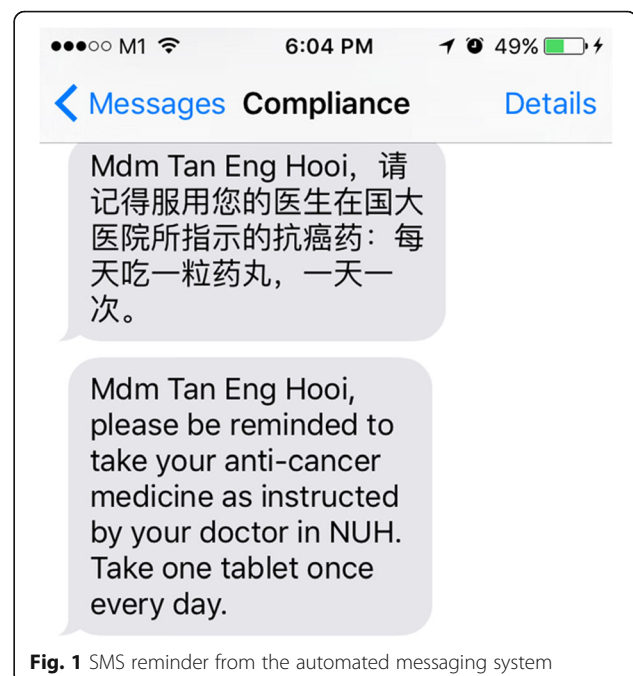 M1 6:04 PM 49%
Messages Compliance Details
Mdm Tan Eng Hooi，请
记得服用您的医生在国大
医院所指示的抗癌药：每
天吃一粒药丸，一天一
次。
Mdm Tan Eng Hooi,
please be reminded to
take your anti-cancer
medicine as instructed
by your doctor in NUH.
Take one tablet once
every day.
Fig. 1 SMS reminder from the automated messaging system